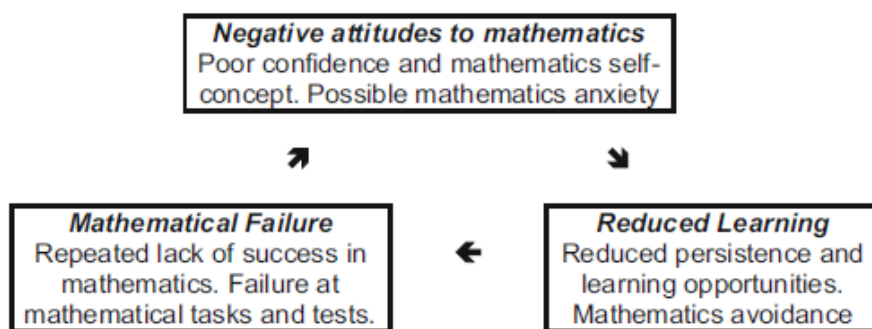 Negative attitudes to mathematics
Poor confidence and mathematics self-
concept. Possible mathematics anxiety
Mathematical Failure
Repeated lack of success in
mathematics. Failure at
mathematical tasks and tests.
Reduced Learning
Reduced persistence and
learning opportunities.
Mathematics avoidance